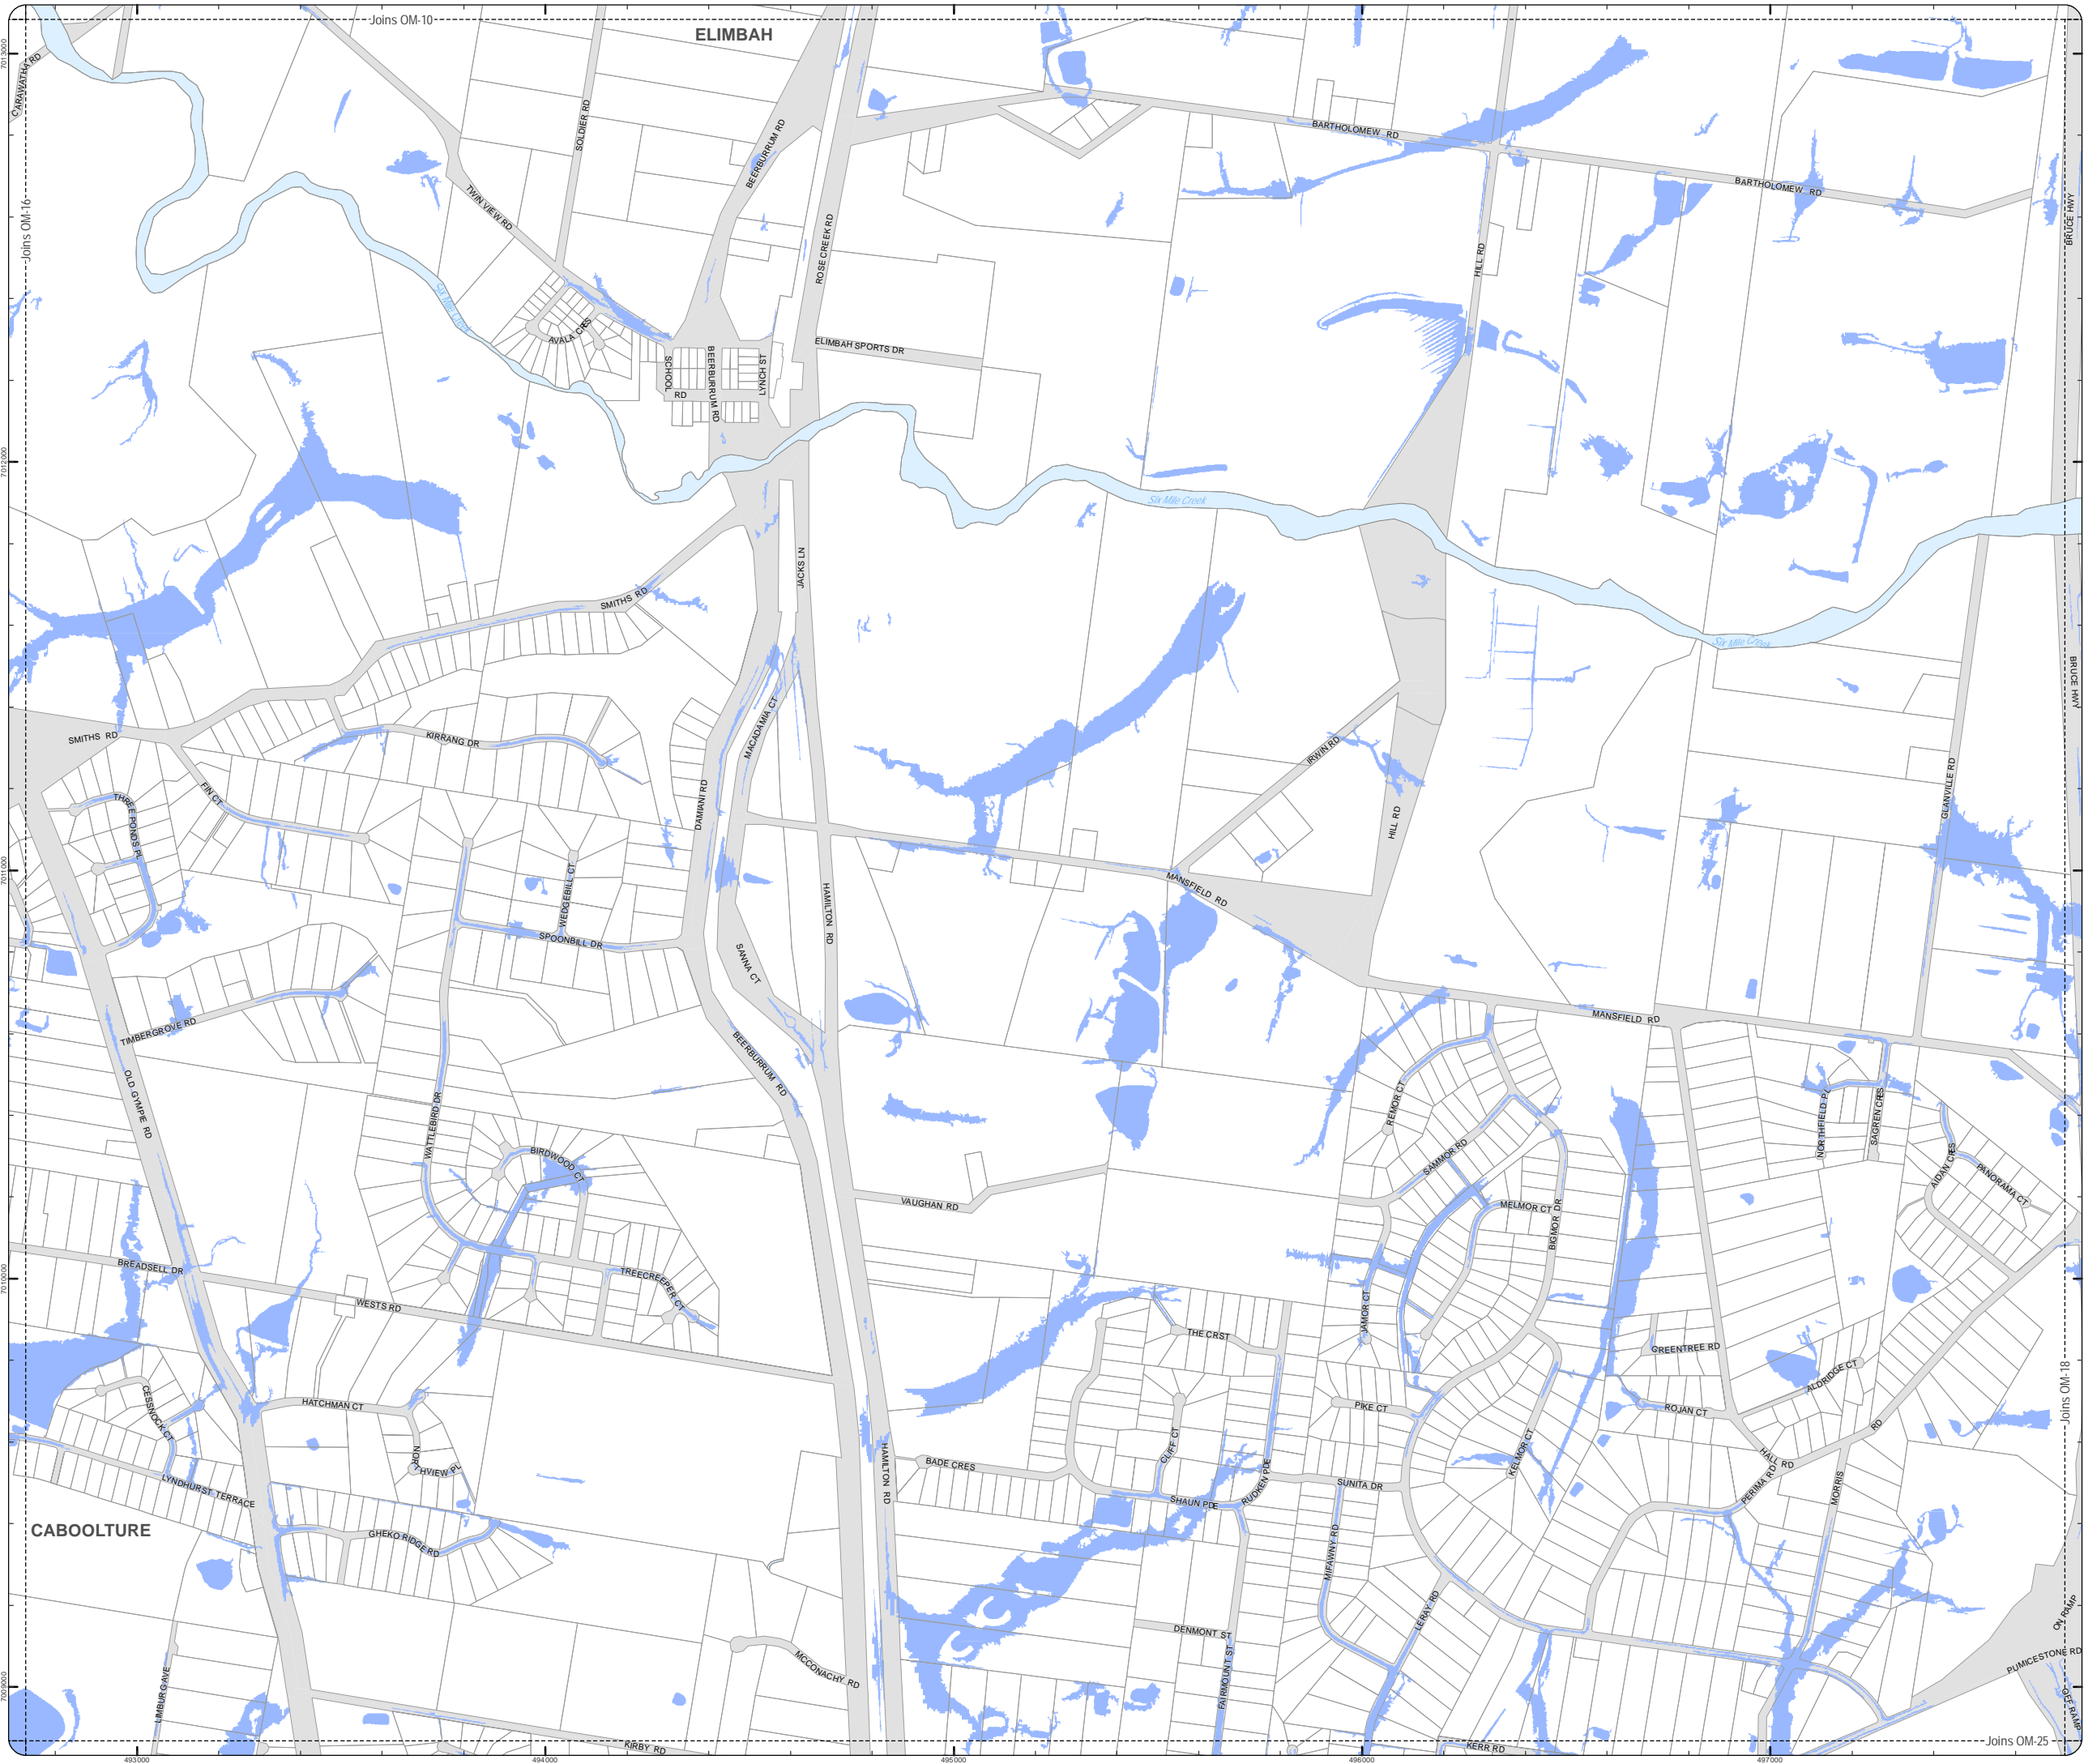 Joins OM-10
ELIMBAH
7013000
CARAWATHA RD
SOLDIER RD
BEERBURRUM RD
BARTHOLOMEW RD
BARTHOLOMEW RD
BRUCE HWY
Joins OM-16
TWIN VIEW RD
ROSE CREEK RD
HILL RD
Six Mile Creek
AVALA CRES
ELIMBAH SPORTS DR
SCHOOL
RD
BEERBURRUM RD
LYNCH ST
7012000
Six Mile Creek
JACKS LN
SMITHS RD
Six Mile Creek
BRUCE HWY
SMITHS RD
KIRRANG DR
MACADAMIA CT
IRWIN RD
FIN CT
THREE PONDS PL
DAMIANI RD
HILL RD
GLANVILLE RD
7011000
MANSFIELD RD
WEDGEBILL CT
SPOONBILL DR
HAMILTON RD
SANNA CT
TIMBERGROVE RD
MANSFIELD RD
OLD GYMPIE RD
BEERBURRUM RD
WATTLEBIRD DR
REMOR CT
NORTHFIELD PL
SAGREN CRES
BIRDWOOD CT
SAMMOR RD
AIDAN CRES
PANORAMA CT
VAUGHAN RD
MELMOR CT
BIGMOR DR
7010000
BREADSELL DR
TREECREEPER CT
WESTS RD
JAMOR CT
THE CRST
GREENTREE RD
ALDRIDGE CT
Joins OM-18
CESSNOCK CT
HATCHMAN CT
PIKE CT
ROJAN CT
RD
NORTHVIEW PL
HAMILTON RD
BADE CRES
CLIFF CT
KELMOR CT
HALL RD
LYNDHURST TERRACE
SHAUN PDE
RUDKEN PDE
SUNITA DR
PERIMA RD
MORRIS
CABOOLTURE
GHEKO RIDGE RD
MIFAWNY RD
LERAY RD
ON RAMP
DENMONT ST
PUMICESTONE RD
7009000
LIMBURG AVE
MCCONACHY RD
FAIRMOUNT ST
OFF RAMP
KIRBY RD
KERR RD
Joins OM-25
493000
494000
495000
496000
497000